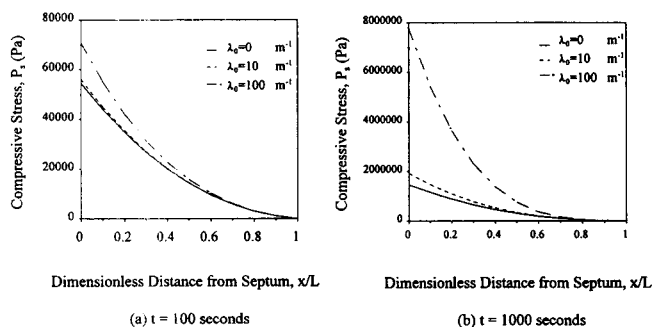 Compressive Stress, Ps (Pa)
80000
60000
40000
20000
0
λ0=0 m-1
λ0=10 m-1
λ0=100 m-1
0 0.2 0.4 0.6 0.8 1
Dimensionless Distance from Septum, x/L
(a) t = 100 seconds
Compressive Stress, Ps (Pa)
8000000
6000000
4000000
2000000
0
λ0=0 m-1
λ0=10 m-1
λ0=100 m-1
0 0.2 0.4 0.6 0.8 1
Dimensionless Distance from Septum, x/L
(b) t = 1000 seconds